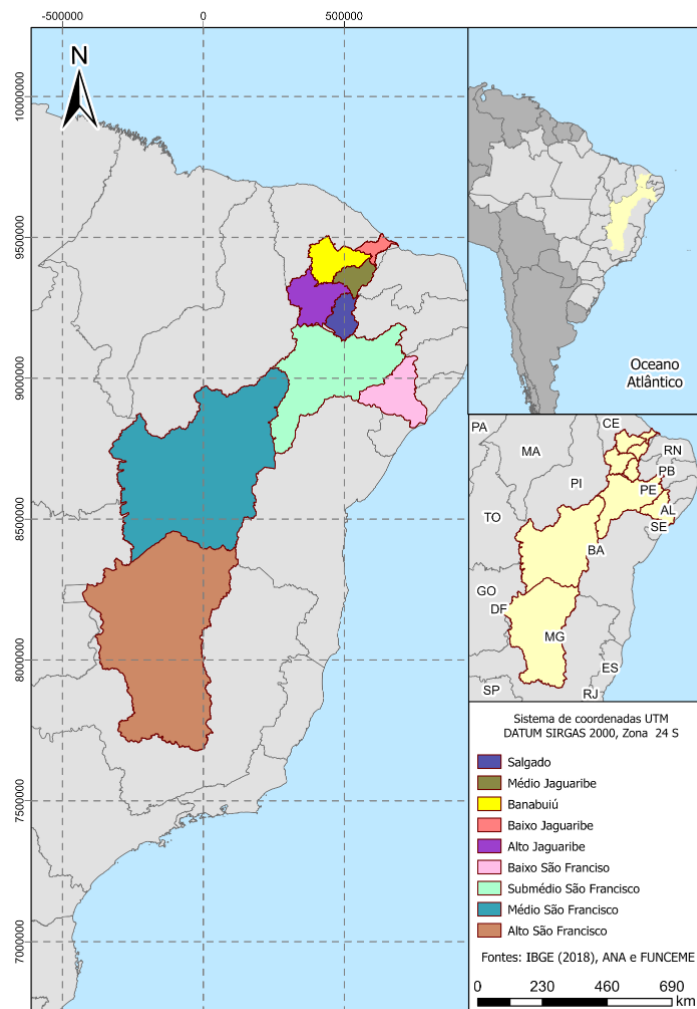 -500000 0 500000
N
10000000
9500000
9000000
8500000
8000000
7500000
7000000
Oceano
Atlântico
PA
CE
MA
RN
PI
PB
PE
TO
AL
SE
BA
GO
DF
MG
ES
SP
RJ
Sistema de coordenadas UTM
DATUM SIRGAS 2000, Zona 24 S
Salgado
Médio Jaguaribe
Banabuiú
Baixo Jaguaribe
Alto Jaguaribe
Baixo São Franciso
Submédio São Francisco
Médio São Francisco
Alto São Francisco
Fontes: IBGE (2018), ANA e FUNCEME
0 230 460 690
km